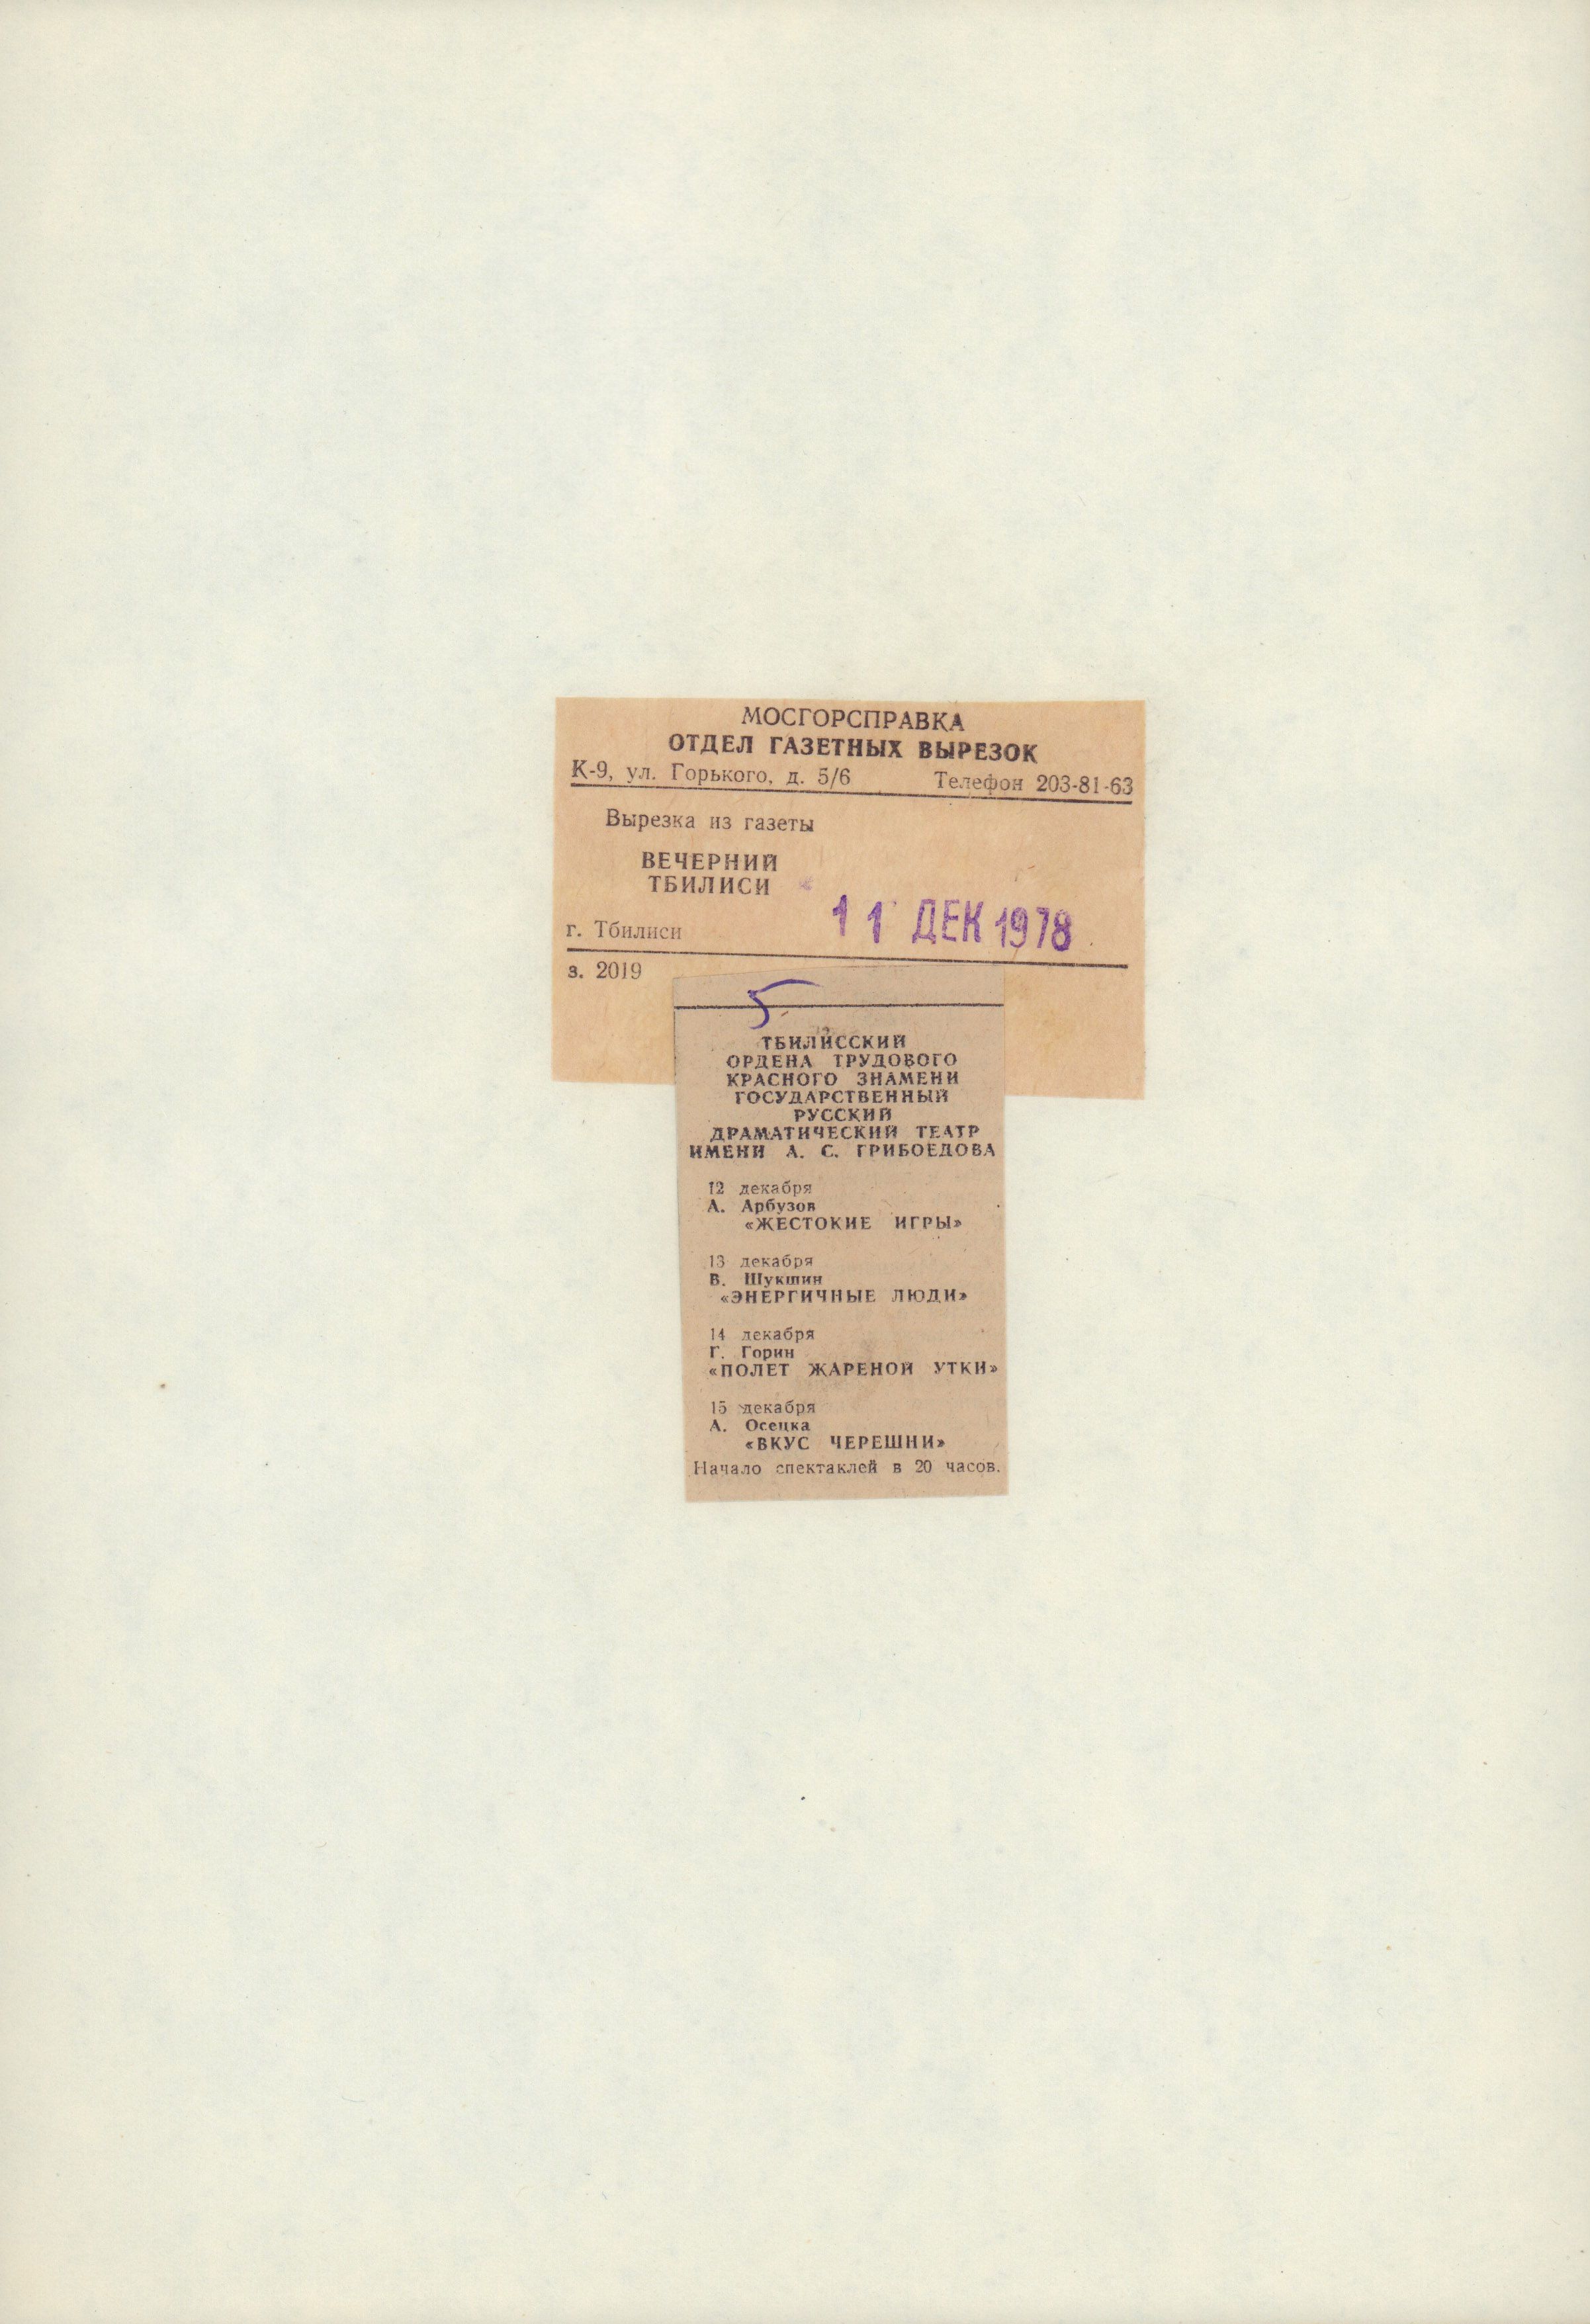 МОСГОРСПРАВКА
ОТДЕЛ ГАЗЕТНЫХ ВЫРЕЗОК
К-9, ул. Горького, д. 5/6 Телефон 203-81-63
Вырезка из газеты
ВЕЧЕРНИЙ
ТБИЛИСИ
г. Тбилиси 11 ДЕК 1978
з. 2019
5
ТБИЛИССКИЙ
ОРДЕНА ТРУДОВОГО
КРАСНОГО ЗНАМЕНИ
ГОСУДАРСТВЕННЫЙ
РУССКИЙ
ДРАМАТИЧЕСКИЙ ТЕАТР
ИМЕНИ А. С. ГРИБОЕДОВА
12 декабря
А. Арбузов
«ЖЕСТОКИЕ ИГРЫ»
13 декабря
В. Шукшин
«ЭНЕРГИЧНЫЕ ЛЮДИ»
14 декабря
Г. Горин
«ПОЛЕТ ЖАРЕНОЙ УТКИ»
15 декабря
А. Осецка
«ВКУС ЧЕРЕШНИ»
Начало спектаклей в 20 часов.